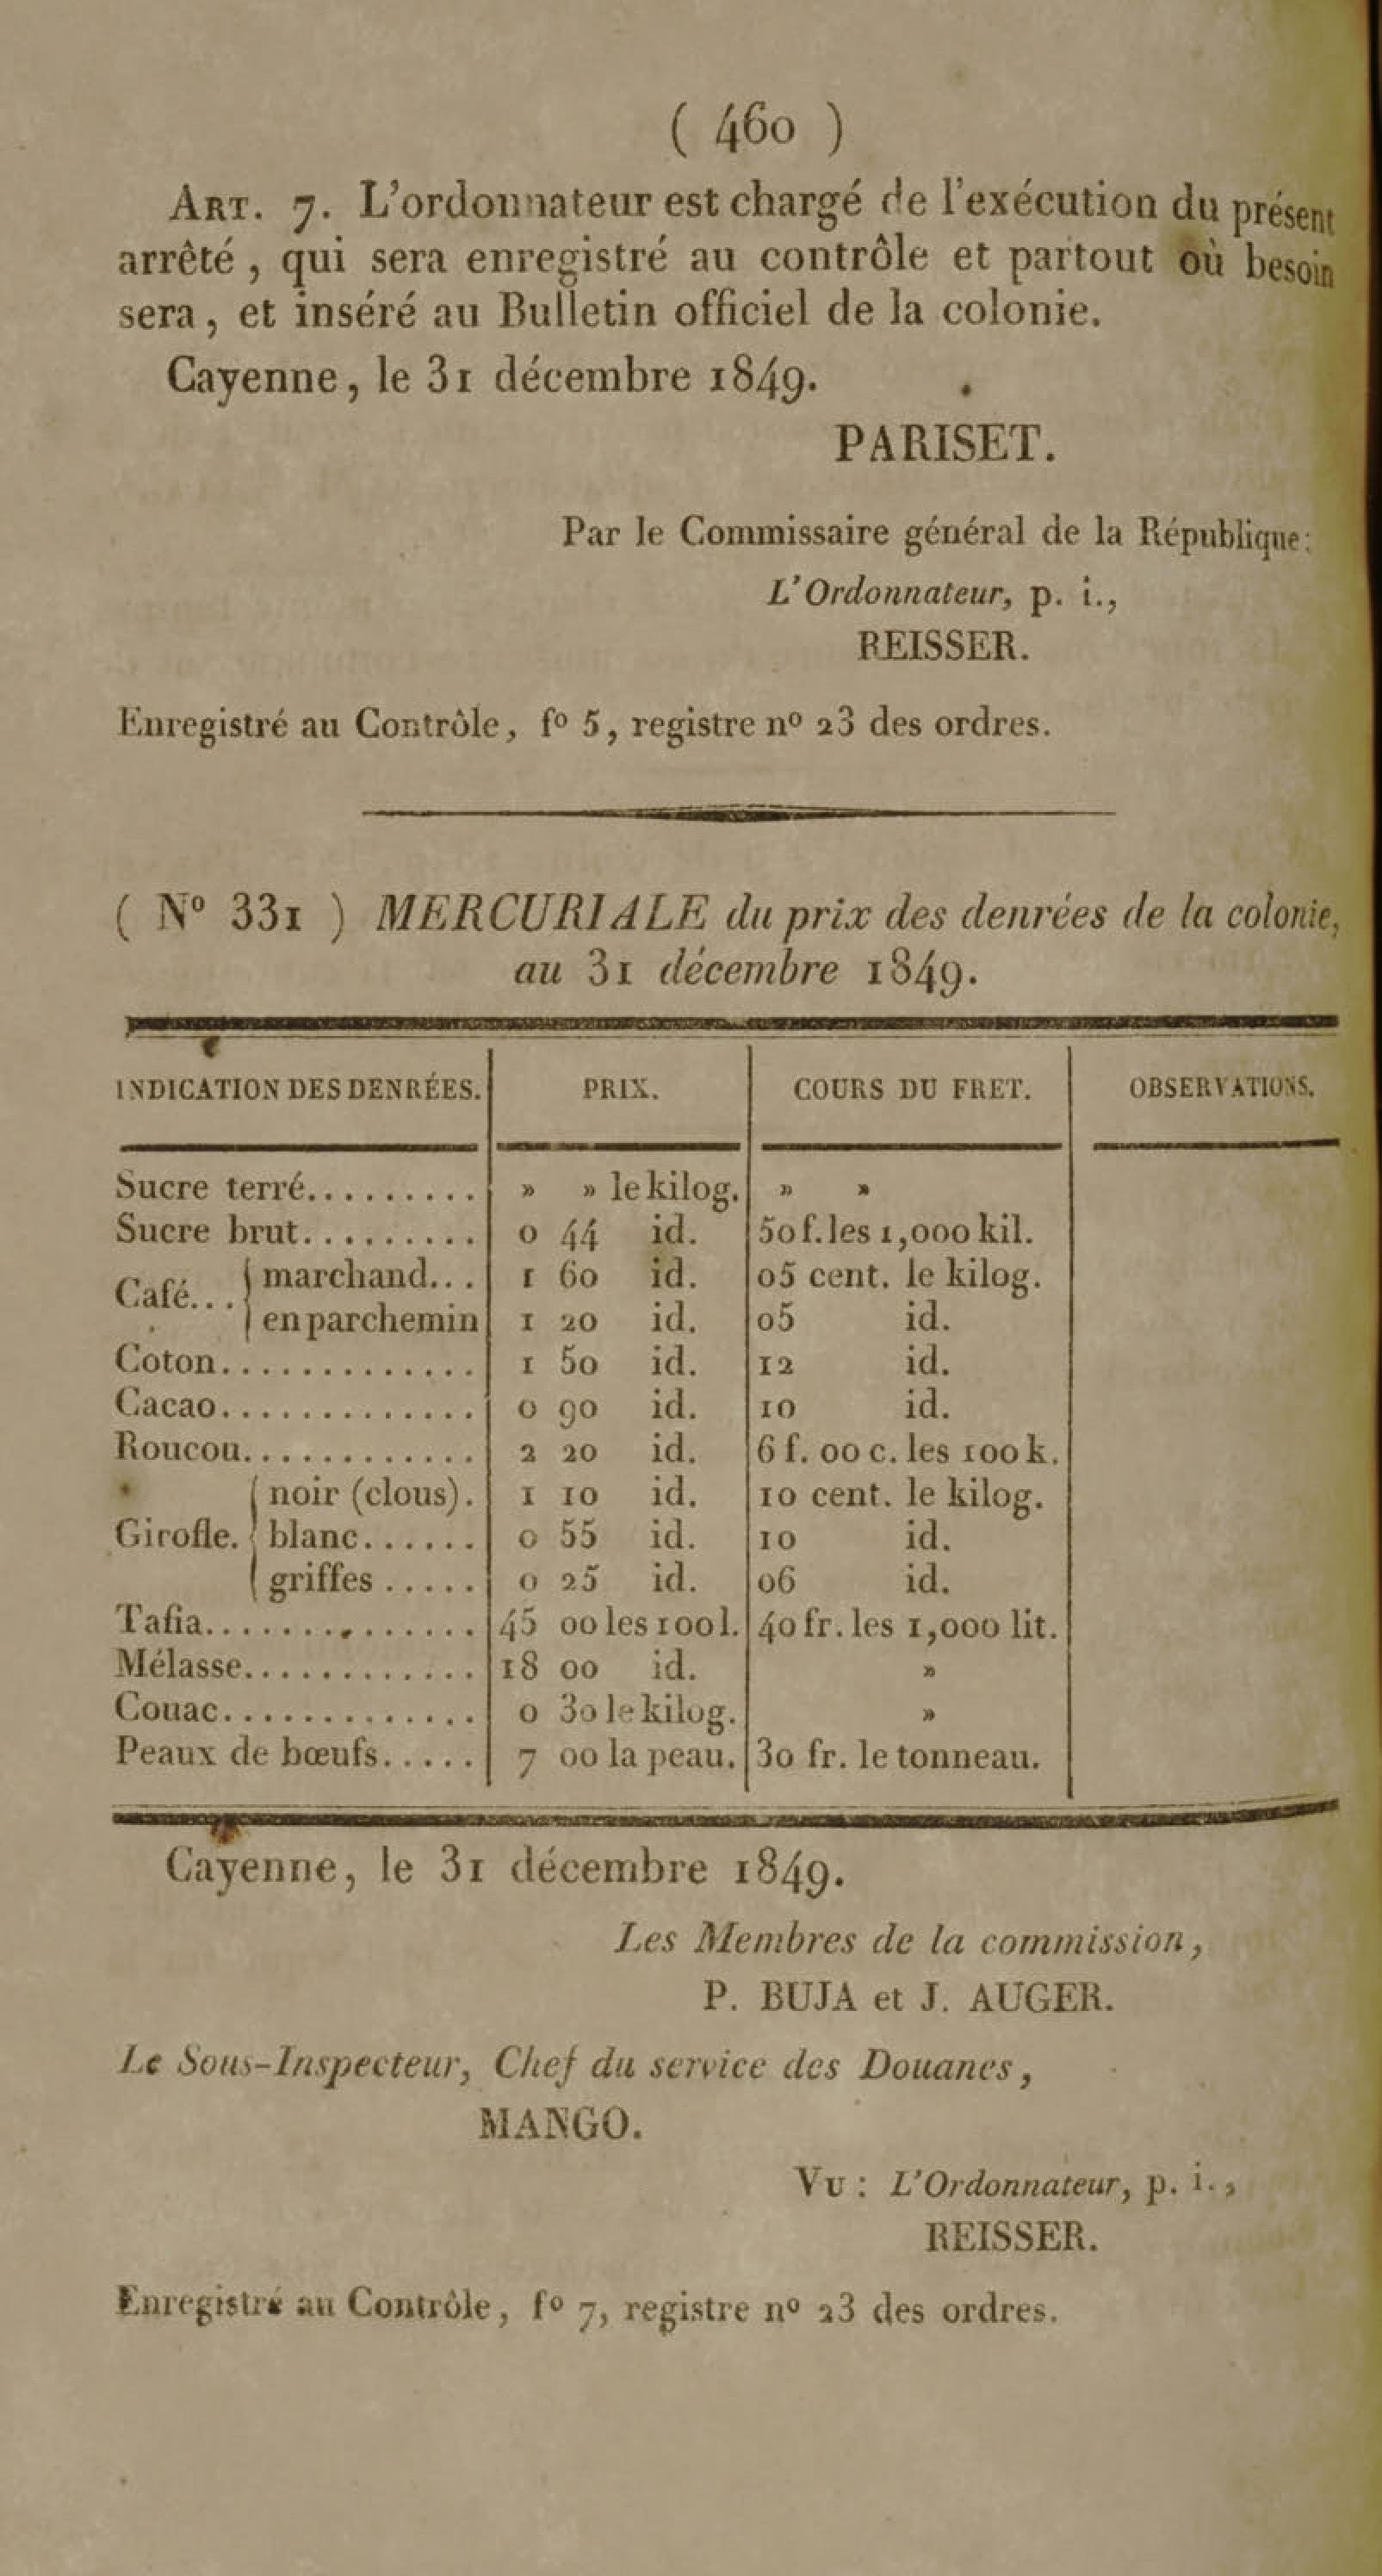 ( 460 )
ART. 7. L'ordonnateur est chargé de l'exécution du présent
arrêté, qui sera enregistré au contrôle et partout où besoin
sera, et inséré au Bulletin officiel de la colonie.
Cayenne, le 31 décembre 1849.
PARISET.
Par le Commissaire général de la République:
L'Ordonnateur, p. i.,
REISSER.
Enregistré au Contrôle, fo 5, registre no 23 des ordres.
( No 331 ) MERCURIALE du prix des denrées de la colonie,
au 31 décembre 1849.
INDICATION DES DENRÉES. PRIX. COURS DU FRET. OBSERVATIONS.
Sucre terré.......... » » le kilog. » »
Sucre brut.......... 0 44 id. 50 f. les 1,000 kil.
Café... { marchand... 1 60 id. 05 cent. le kilog.
en parchemin 1 20 id. 05 id.
Coton............. 1 50 id. 12 id.
Cacao............. 0 90 id. 10 id.
Roucou............ 2 20 id. 6 f. 00 c. les 100 k.
noir (clous). 1 10 id. 10 cent. le kilog.
Girofle. { blanc...... 0 55 id. 10 id.
griffes ..... 0 25 id. 06 id.
Tafia.............. 45 00 les 100 l. 40 fr. les 1,000 lit.
Mélasse............ 18 00 id. »
Couac............. 0 30 le kilog. »
Peaux de bœufs..... 7 00 la peau. 30 fr. le tonneau.
Cayenne, le 31 décembre 1849.
Les Membres de la commission,
P. BUJA et J. AUGER.
Le Sous-Inspecteur, Chef du service des Douanes,
MANGO.
VU : L'Ordonnateur, p. i.,
REISSER.
Enregistré au Contrôle, fo 7, registre no 23 des ordres.